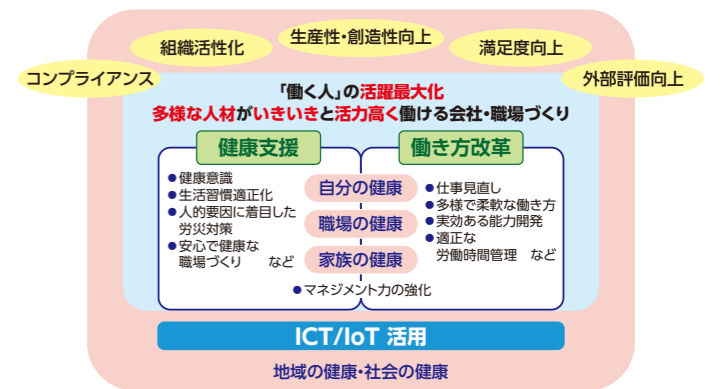 生産性・創造性向上
組織活性化
満足度向上
コンプライアンス
外部評価向上
「働く人」の活躍最大化
多様な人材がいきいきと活力高く働ける会社・職場づくり
健康支援
働き方改革
●健康意識
●生活習慣適正化
●人的要因に着目した
労災対策
●安心で健康な
職場づくり など
自分の健康
職場の健康
家族の健康
●仕事見直し
●多様で柔軟な働き方
●実効ある能力開発
●適正な
労働時間管理 など
●マネジメント力の強化
ICT/IoT 活用
地域の健康・社会の健康